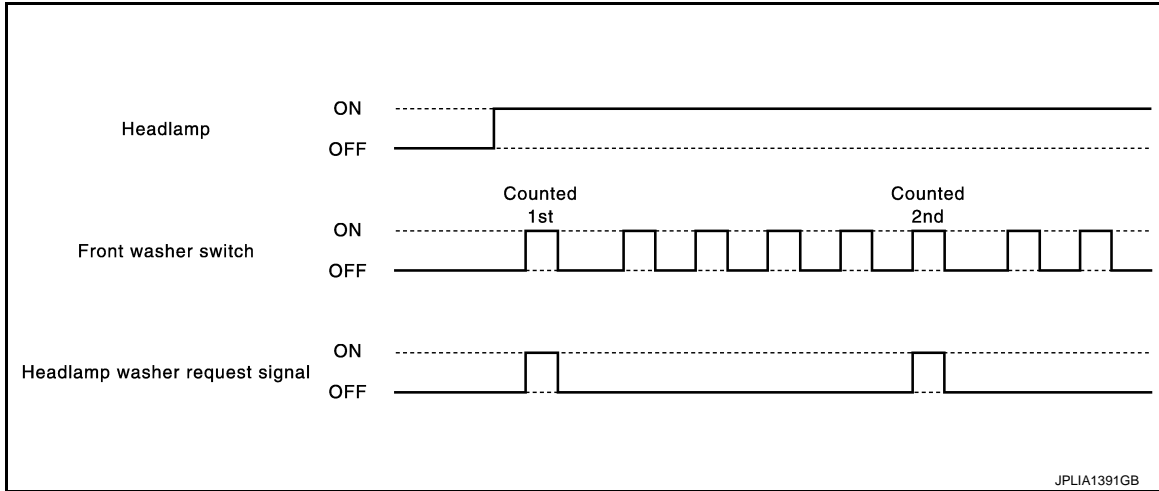 ON
Headlamp
OFF
Counted
1st
Counted
2nd
ON
Front washer switch
OFF
ON
Headlamp washer request signal
OFF
JPLIA1391GB